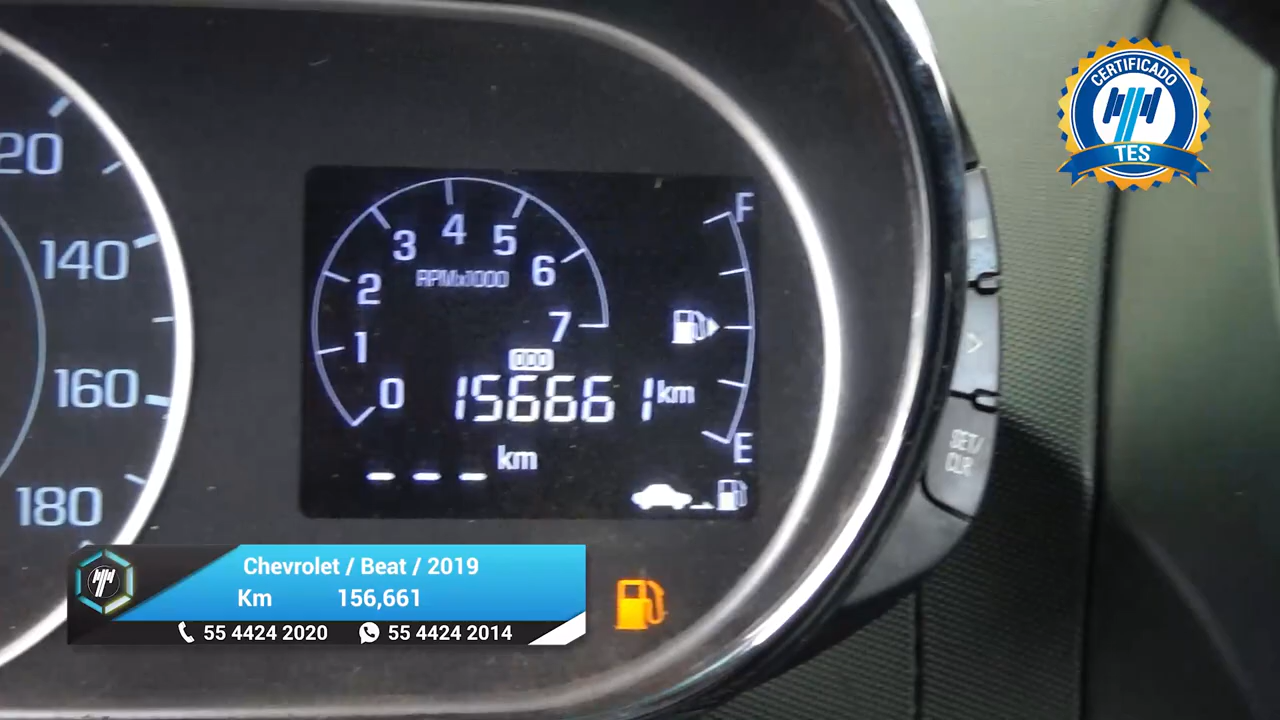 CERTIFICADO
TES
20
140
160
180
0
1
2
3
4
5
6
7
RPMx1000
000
156661 km
--- km
F
E
>
SET/
CLR
Chevrolet / Beat / 2019
Km 156,661
55 4424 2020 55 4424 2014